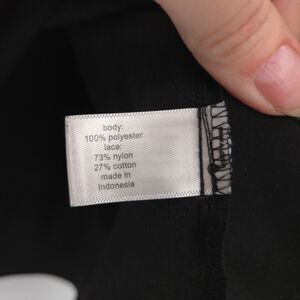 body:
100% polyester
lace:
73% nylon
27% cotton
made in
Indonesia